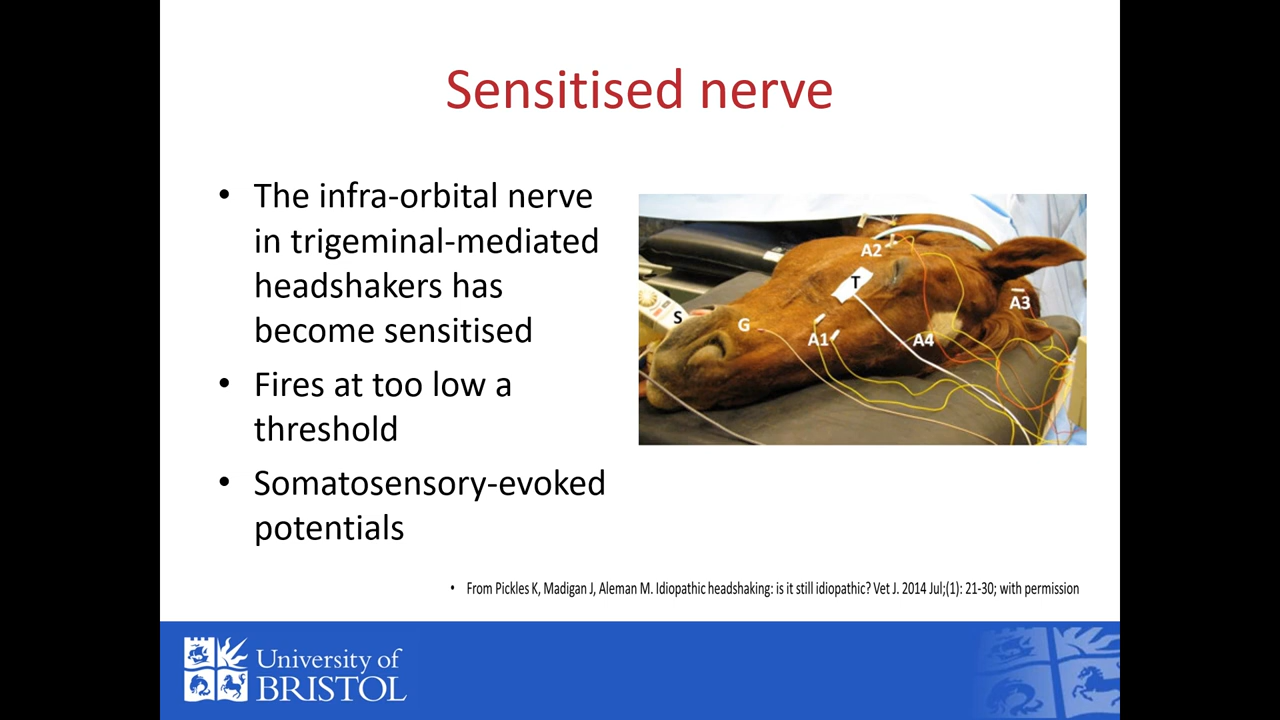 Sensitised nerve
• The infra-orbital nerve
in trigeminal-mediated
headshakers has
become sensitised
• Fires at too low a
threshold
• Somatosensory-evoked
potentials
A2
T
A3
S
G
A1
A4
• From Pickles K, Madigan J, Aleman M. Idiopathic headshaking: is it still idiopathic? Vet J. 2014 Jul;(1): 21-30; with permission
University of
BRISTOL